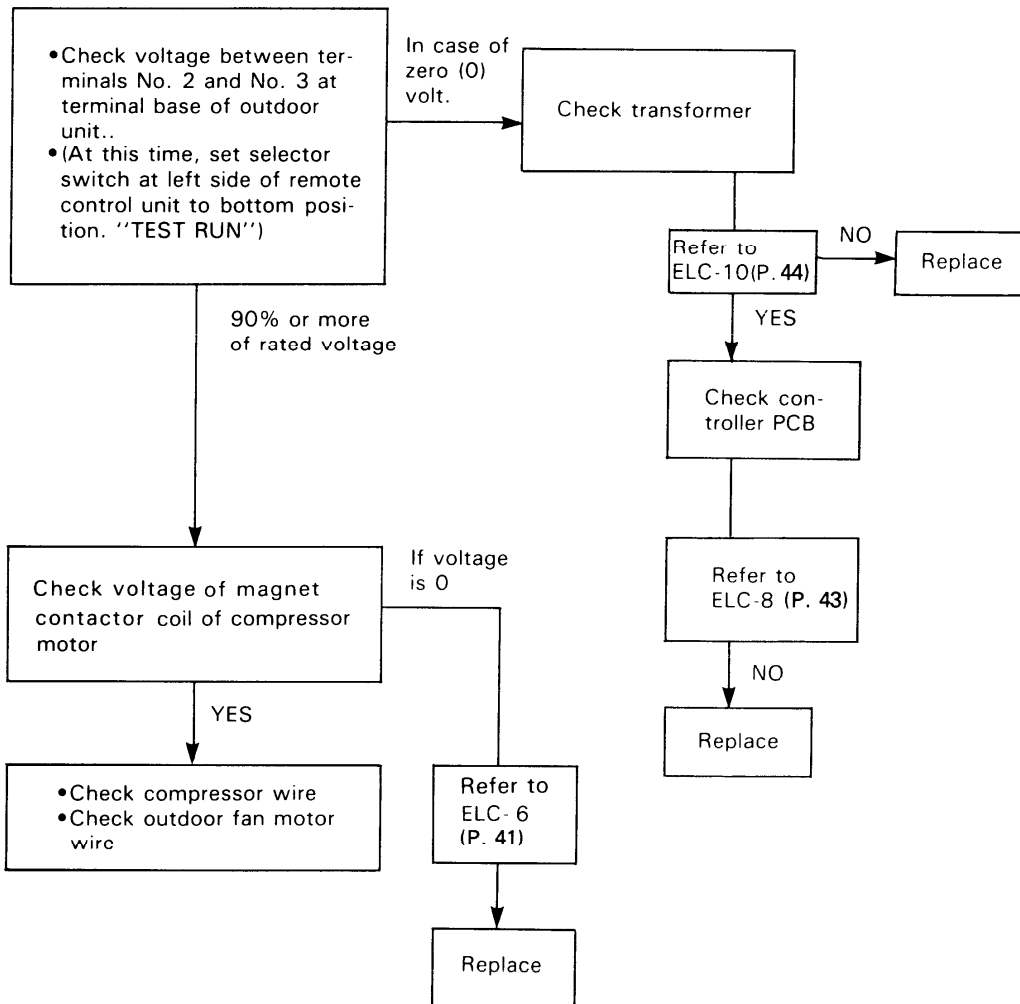 •Check voltage between ter-
minals No. 2 and No. 3 at
terminal base of outdoor
unit..
•(At this time, set selector
switch at left side of remote
control unit to bottom posi-
tion. ''TEST RUN'')
In case of
zero (0)
volt.
Check transformer
Refer to
ELC-10(P. 44)
NO
Replace
YES
Check con-
troller PCB
Refer to
ELC-8 (P. 43)
NO
Replace
90% or more
of rated voltage
Check voltage of magnet
contactor coil of compressor
motor
If voltage
is 0
YES
•Check compressor wire
•Check outdoor fan motor
wire
Refer to
ELC-6
(P. 41)
Replace